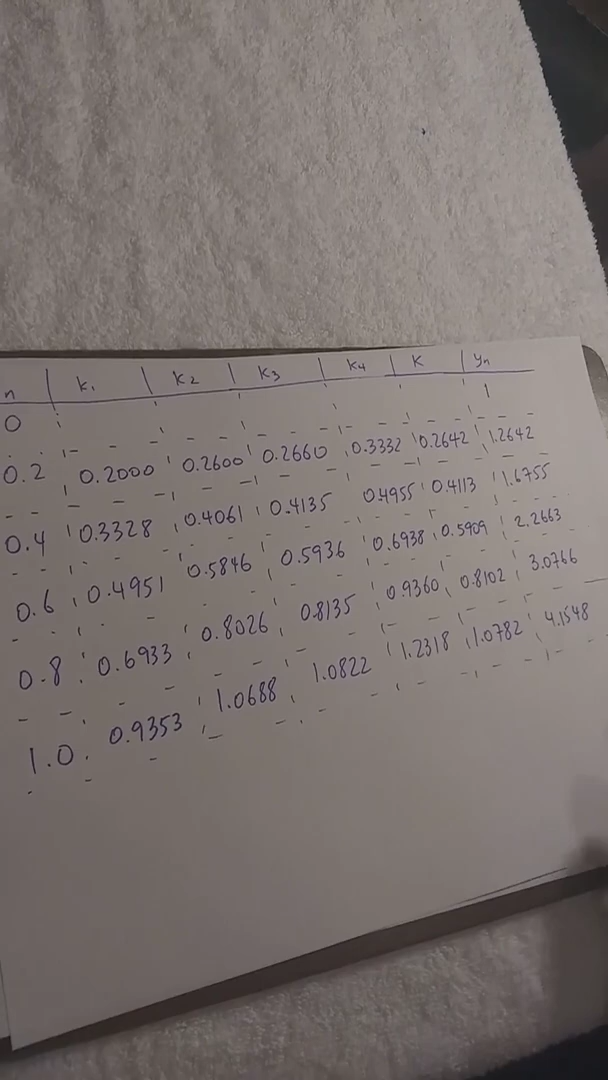 n | k₁ | k₂ | k₃ | k₄ | k | yₙ
0 1
0.2 0.2000 0.2600 0.2660 0.3332 0.2642 1.2642
0.4 0.3328 0.4061 0.4135 0.4955 0.4113 1.6755
0.6 0.4951 0.5846 0.5936 0.6938 0.5909 2.2663
0.8 0.6933 0.8026 0.8135 0.9360 0.8102 3.0766
1.0 0.9353 1.0688 1.0822 1.2318 1.0782 4.1548